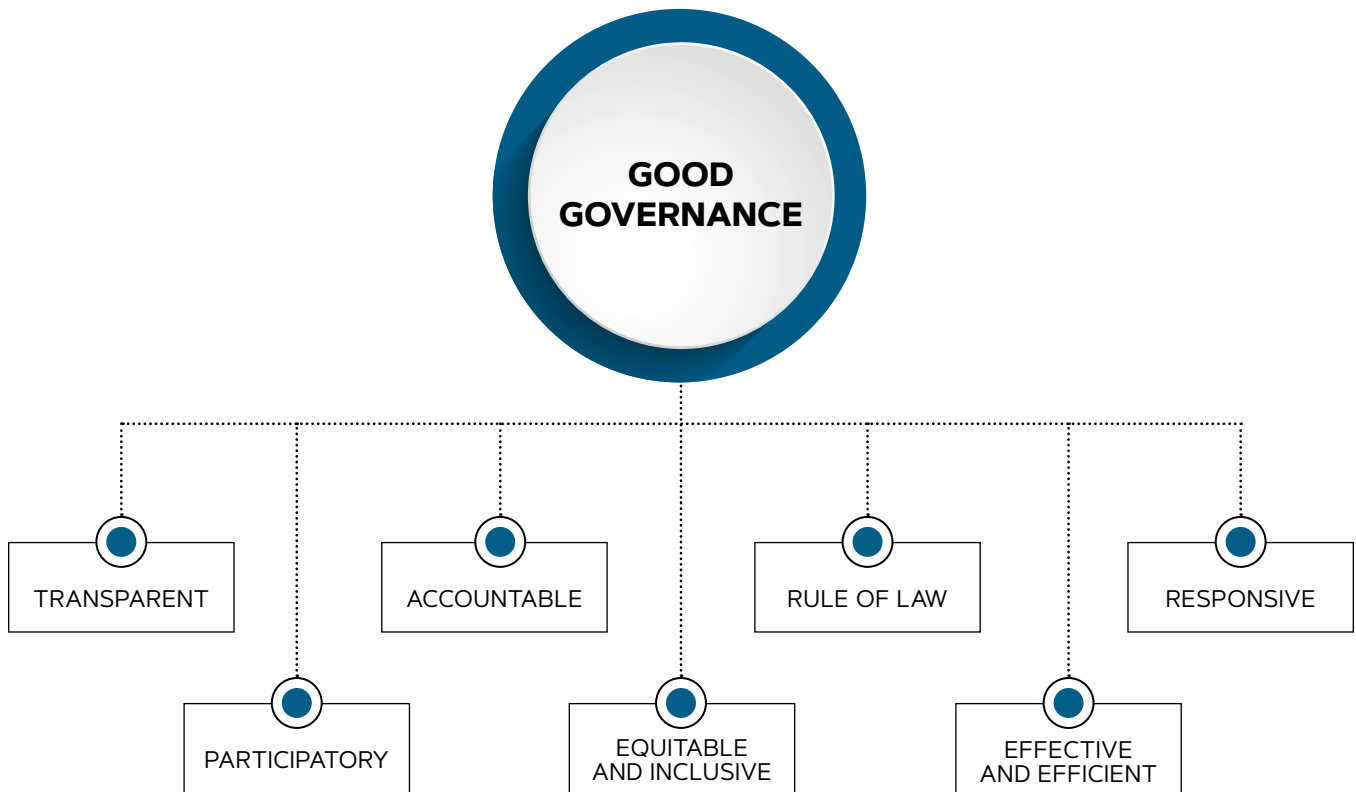 GOOD
GOVERNANCE
TRANSPARENT
ACCOUNTABLE
RULE OF LAW
RESPONSIVE
PARTICIPATORY
EQUITABLE
AND INCLUSIVE
EFFECTIVE
AND EFFICIENT